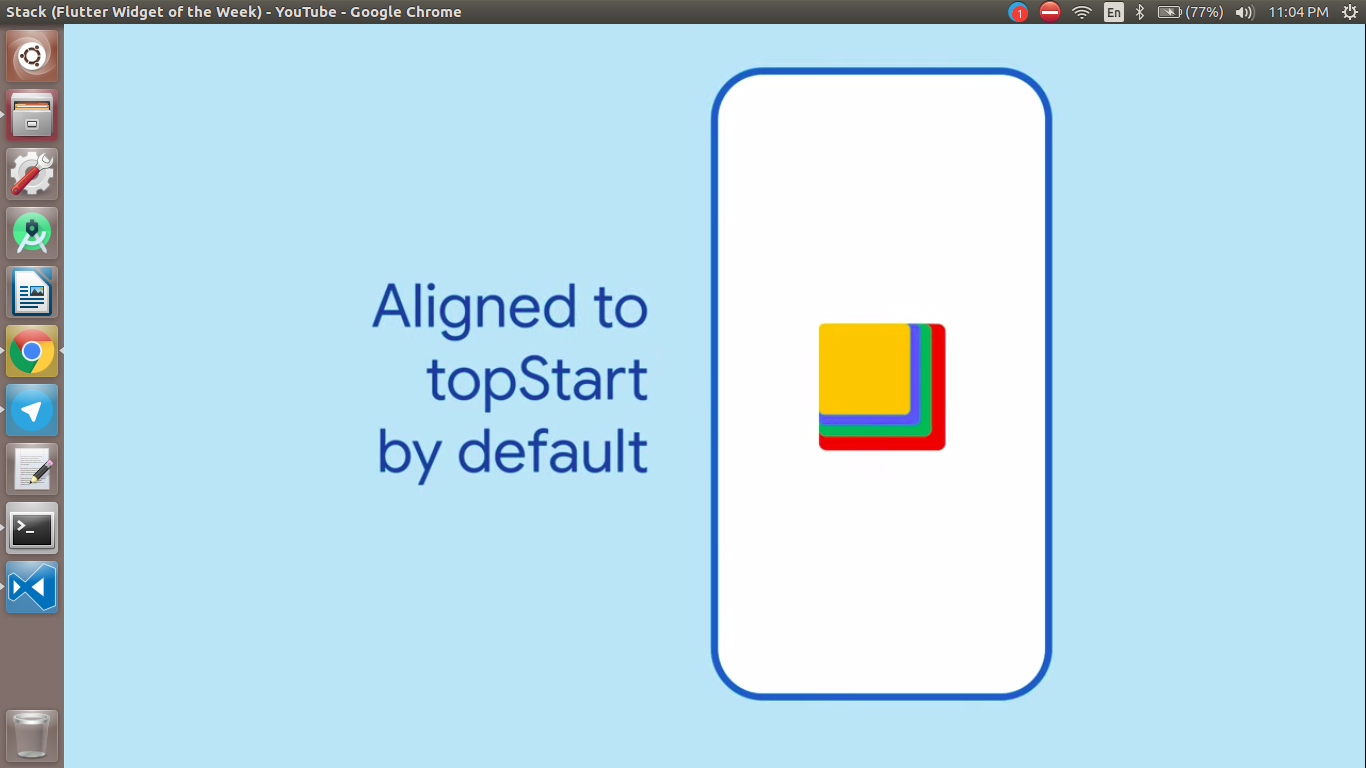 Stack (Flutter Widget of the Week) - YouTube - Google Chrome
1 En (77%) 11:04 PM
Aligned to
topStart
by default
>_